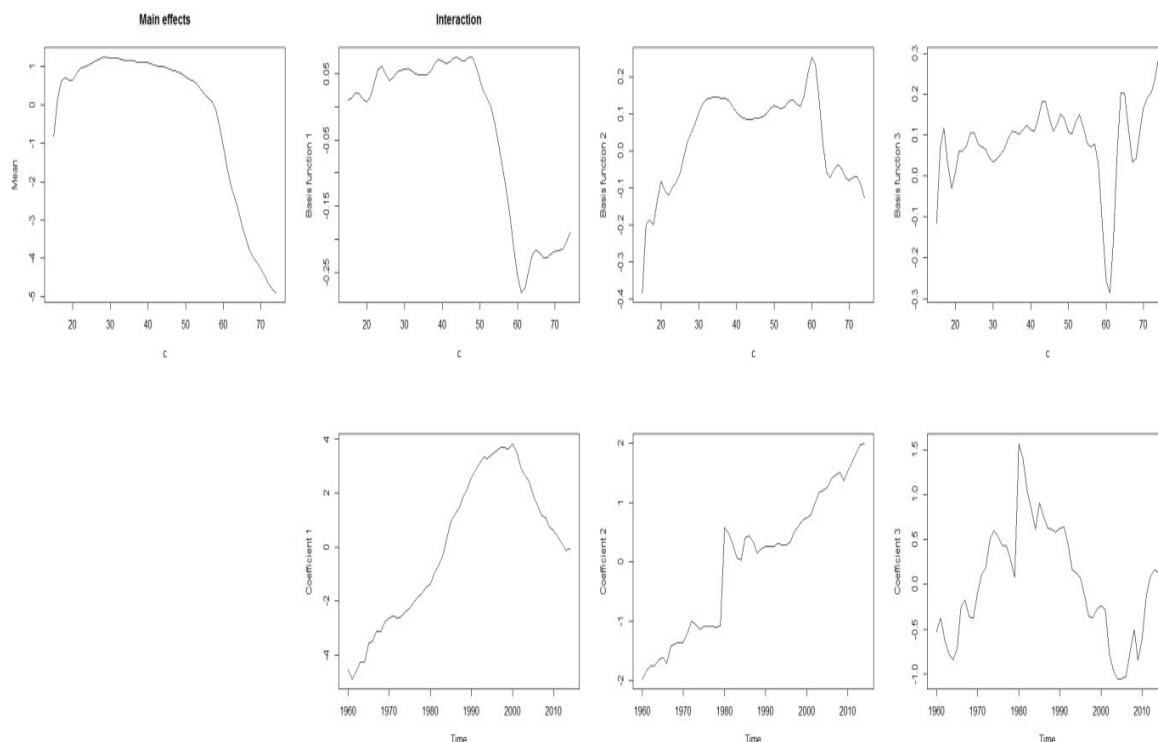 Main effects
Interaction
Mean
1
0
-1
-2
-3
-4
-5
20 30 40 50 60 70
c
Basis function 1
0.05
-0.05
-0.15
-0.25
20 30 40 50 60 70
c
Basis function 2
0.2
0.1
0.0
-0.1
-0.2
-0.3
-0.4
20 30 40 50 60 70
c
Basis function 3
0.3
0.2
0.1
0.0
-0.1
-0.2
-0.3
20 30 40 50 60 70
c
Coefficient 1
4
2
0
-2
-4
1960 1970 1980 1990 2000 2010
Time
Coefficient 2
2
1
0
-1
-2
1960 1970 1980 1990 2000 2010
Time
Coefficient 3
1.5
1.0
0.5
0.0
-0.5
-1.0
1960 1970 1980 1990 2000 2010
Time